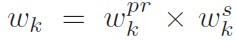 w_k = w_k^{pr} × w_k^s